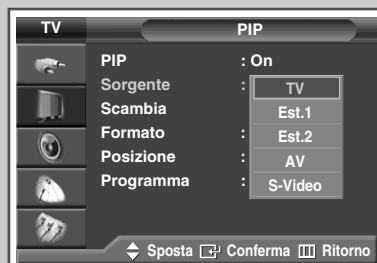 TV PIP
PIP : On
Sorgente : TV
Scambia Est.1
Formato : Est.2
Posizione : AV
Programma : S-Video
Sposta Conferma Ritorno